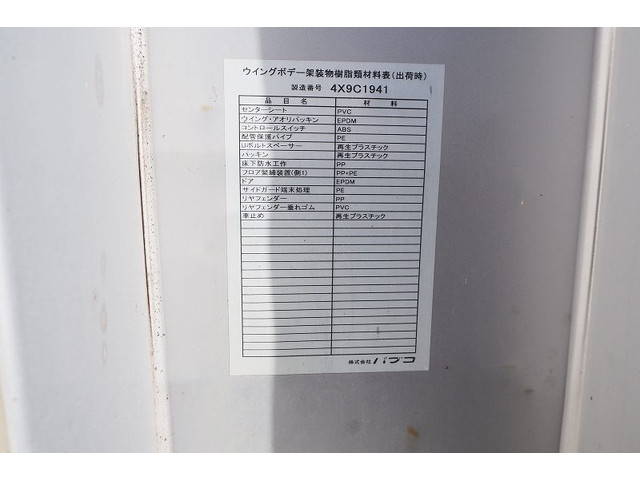 ウイングボデー架装物樹脂類材料表(出荷時)
製造番号 4X9C1941
品目名 材料
センターシート PVC
ウイング・アオリパッキン EPDM
コントロールスイッチ ABS
配管保護パイプ PE
Uボルトスペーサー 再生プラスチック
パッキン 再生プラスチック
床下防水工作 PP
フロア緊締装置(側1) PP・PE
ドア EPDM
サイドガード端末処理 PE
リヤフェンダー PP
リヤフェンダー垂れゴム PVC
車止め 再生プラスチック
株式会社 パブコ